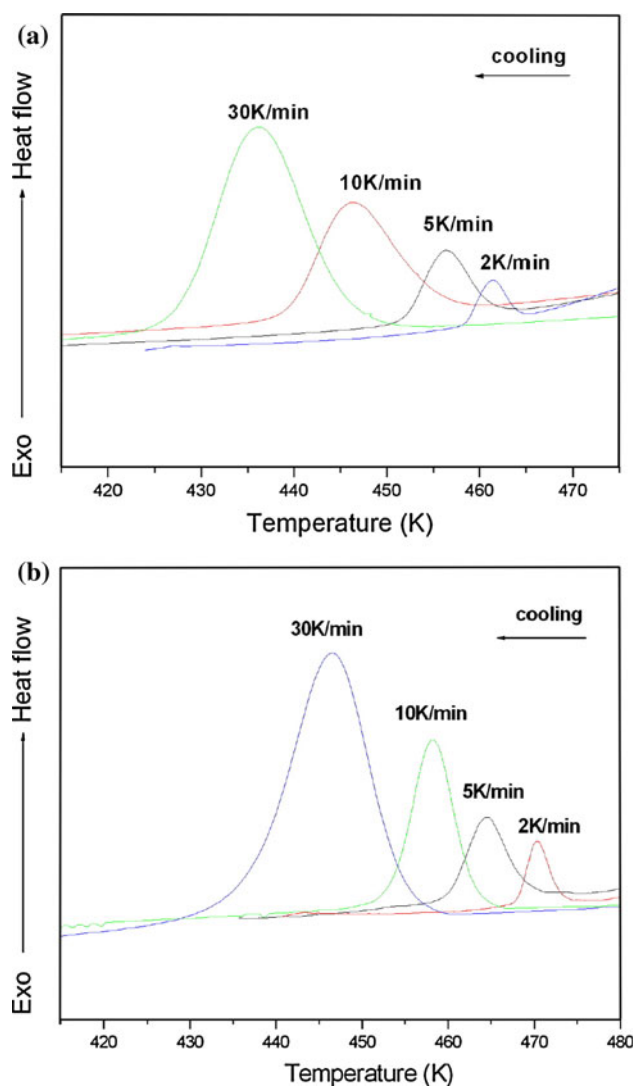 (a)
cooling
30K/min
10K/min
5K/min
2K/min
Exo
Heat flow
420 430 440 450 460 470
Temperature (K)
(b)
cooling
30K/min
10K/min
5K/min
2K/min
Exo
Heat flow
420 430 440 450 460 470 480
Temperature (K)